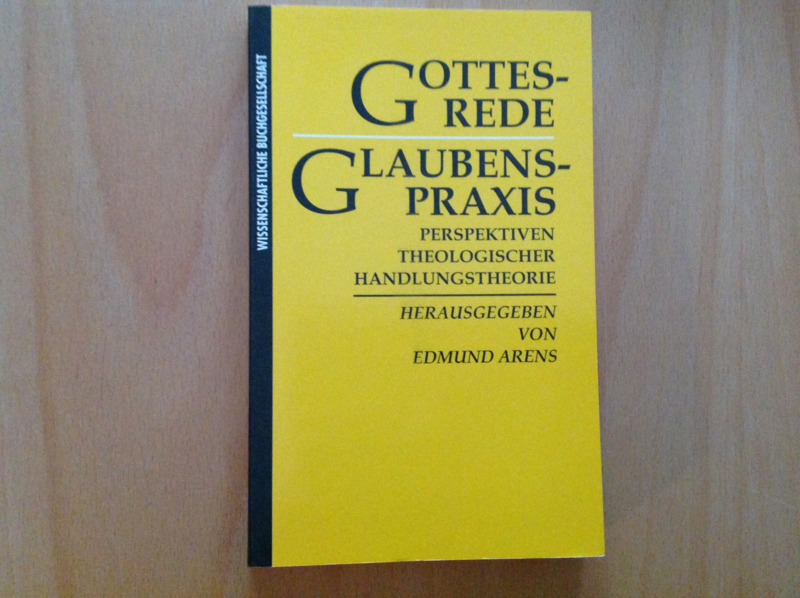 WISSENSCHAFTLICHE BUCHGESELLSCHAFT
GOTTES-
REDE
GLAUBENS-
PRAXIS
PERSPEKTIVEN
THEOLOGISCHER
HANDLUNGSTHEORIE
HERAUSGEGEBEN
VON
EDMUND ARENS